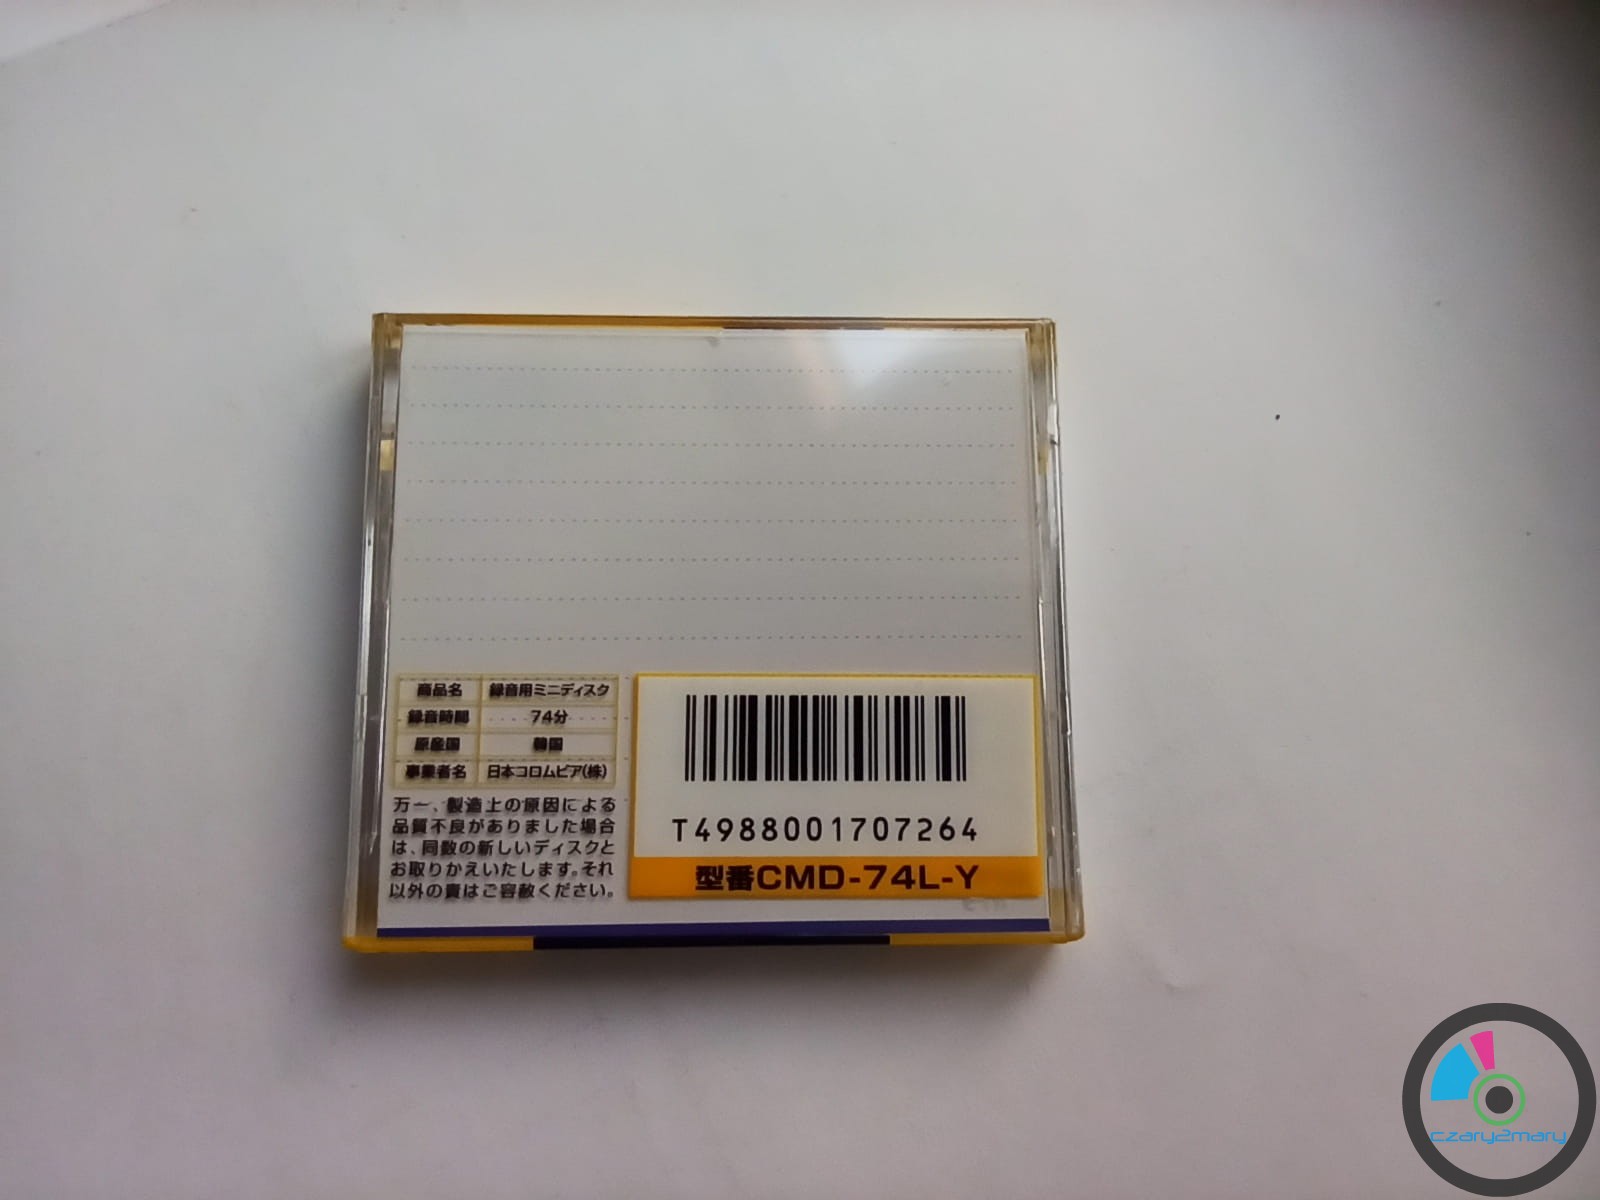 商品名 録音用ミニディスク
録音時間 74分
原産国 韓国
事業者名 日本コロムビア(株)
万一、製造上の原因による
品質不良がありました場合
は、同数の新しいディスクと
お取りかえいたします。それ
以外の責はご容赦ください。
T4988001707264
型番CMD-74L-Y
czary2mary